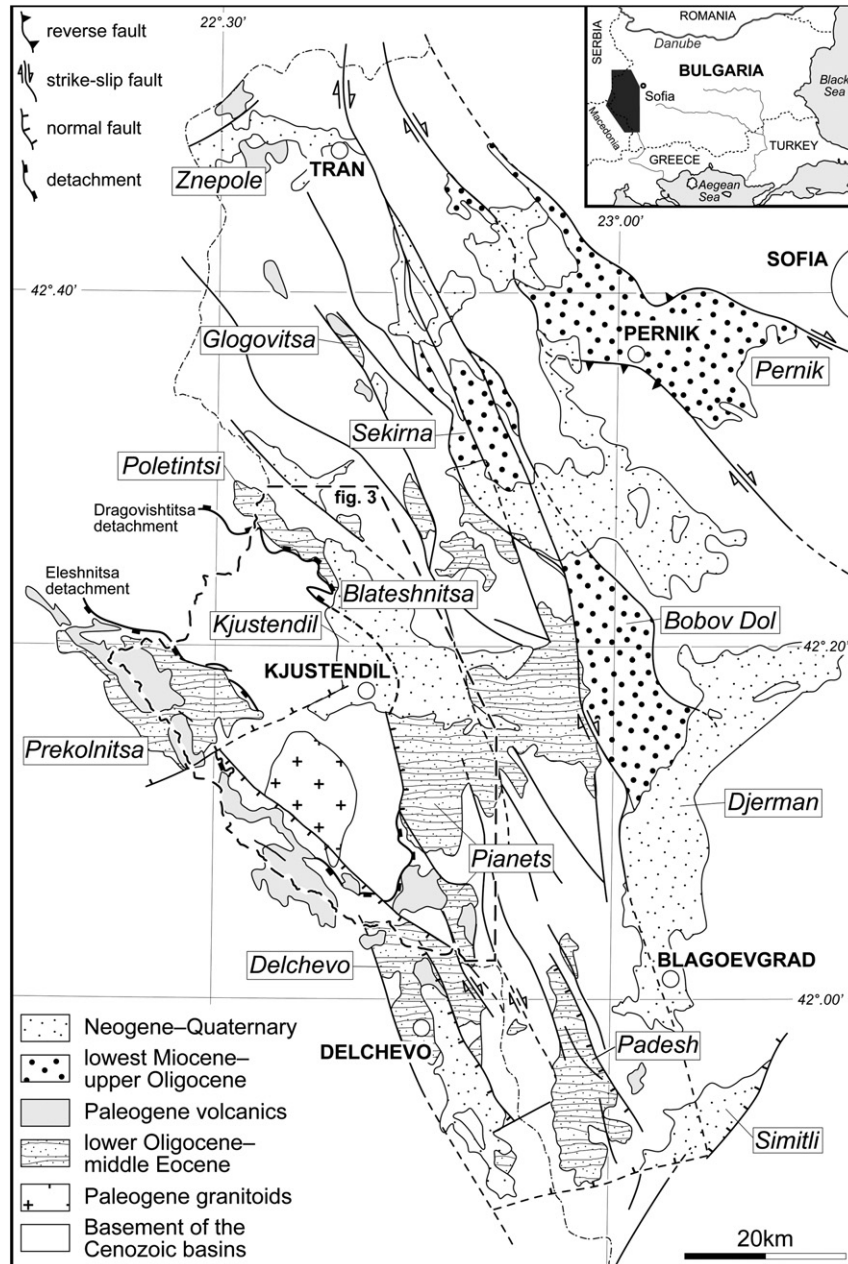 22°.30'
reverse fault
strike-slip fault
normal fault
detachment
ROMANIA
SERBIA
Danube
BULGARIA
Sofia
Black
Sea
Macedonia
TURKEY
GREECE
Aegean
Sea
TRAN
Znepole
23°.00'
SOFIA
42°.40'
PERNIK
Glogovitsa
Pernik
Sekirna
Poletintsi
fig. 3
Dragovishtitsa
detachment
Eleshnitsa
detachment
Blateshnitsa
Kjustendil
Bobov Dol
42°.20'
KJUSTENDIL
Prekolnitsa
Djerman
Pianets
Delchevo
BLAGOEVGRAD
42°.00'
DELCHEVO
Padesh
Simitli
Neogene–Quaternary
lowest Miocene–
upper Oligocene
Paleogene volcanics
lower Oligocene–
middle Eocene
Paleogene granitoids
Basement of the
Cenozoic basins
20km